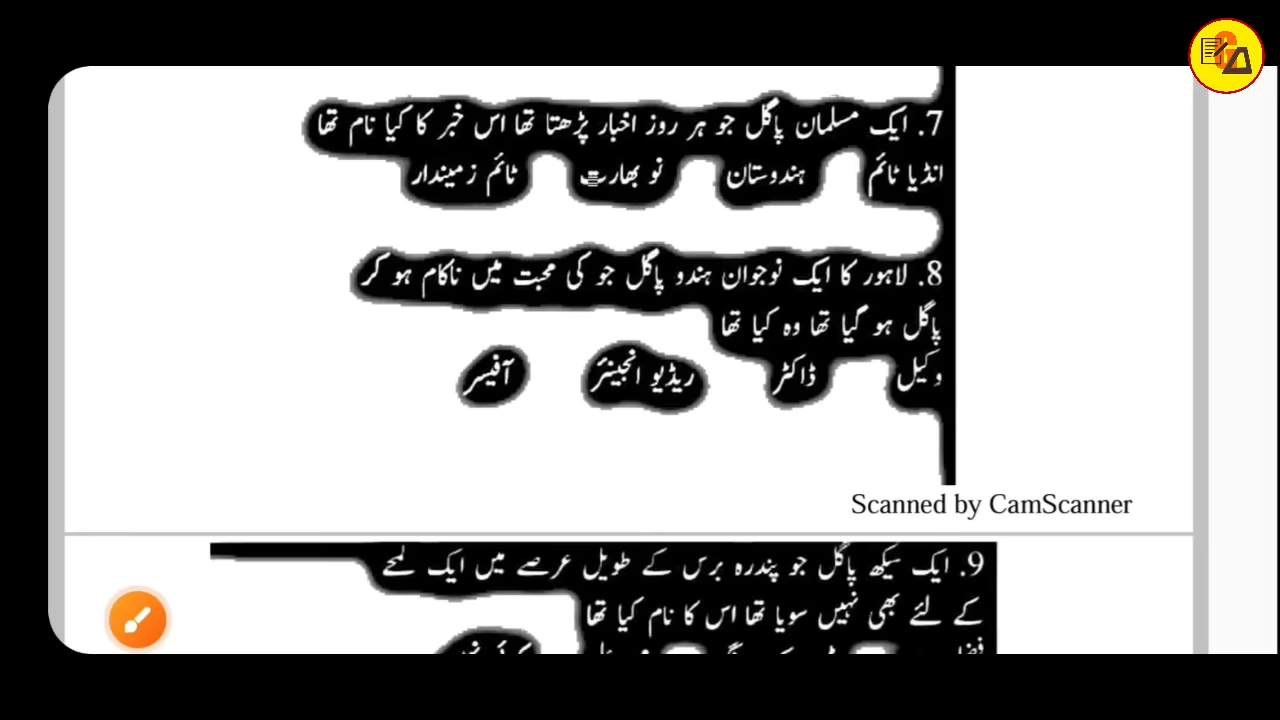 7. ایک مسلمان پاگل جو ہر روز اخبار پڑھتا تھا اس خبر کا کیا نام تھا
انڈیا ٹائم ہندوستان نو بھارت ٹائم زمیندار
8. لاہور کا ایک نوجوان ہندو پاگل جو کی محبت میں ناکام ہو کر
پاگل ہو گیا تھا وہ کیا تھا
وکیل ڈاکٹر ریڈیو انجینئر آفیسر
Scanned by CamScanner
9. ایک سیکھ پاگل جو پندرہ برس کے طویل عرصے میں ایک لمحے
کے لئے بھی نہیں سویا تھا اس کا نام کیا تھا